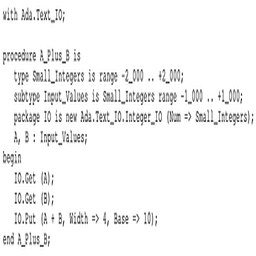 with Ada.Text_IO;
procedure A_Plus_B is
type Small_Integers is range -2_000 .. +2_000;
subtype Input_Values is Small_Integers range -1_000 .. +1_000;
package IO is new Ada.Text_IO.Integer_IO (Num => Small_Integers);
A, B : Input_Values;
begin
IO.Get (A);
IO.Get (B);
IO.Put (A + B, Width => 4, Base => 10);
end A_Plus_B;